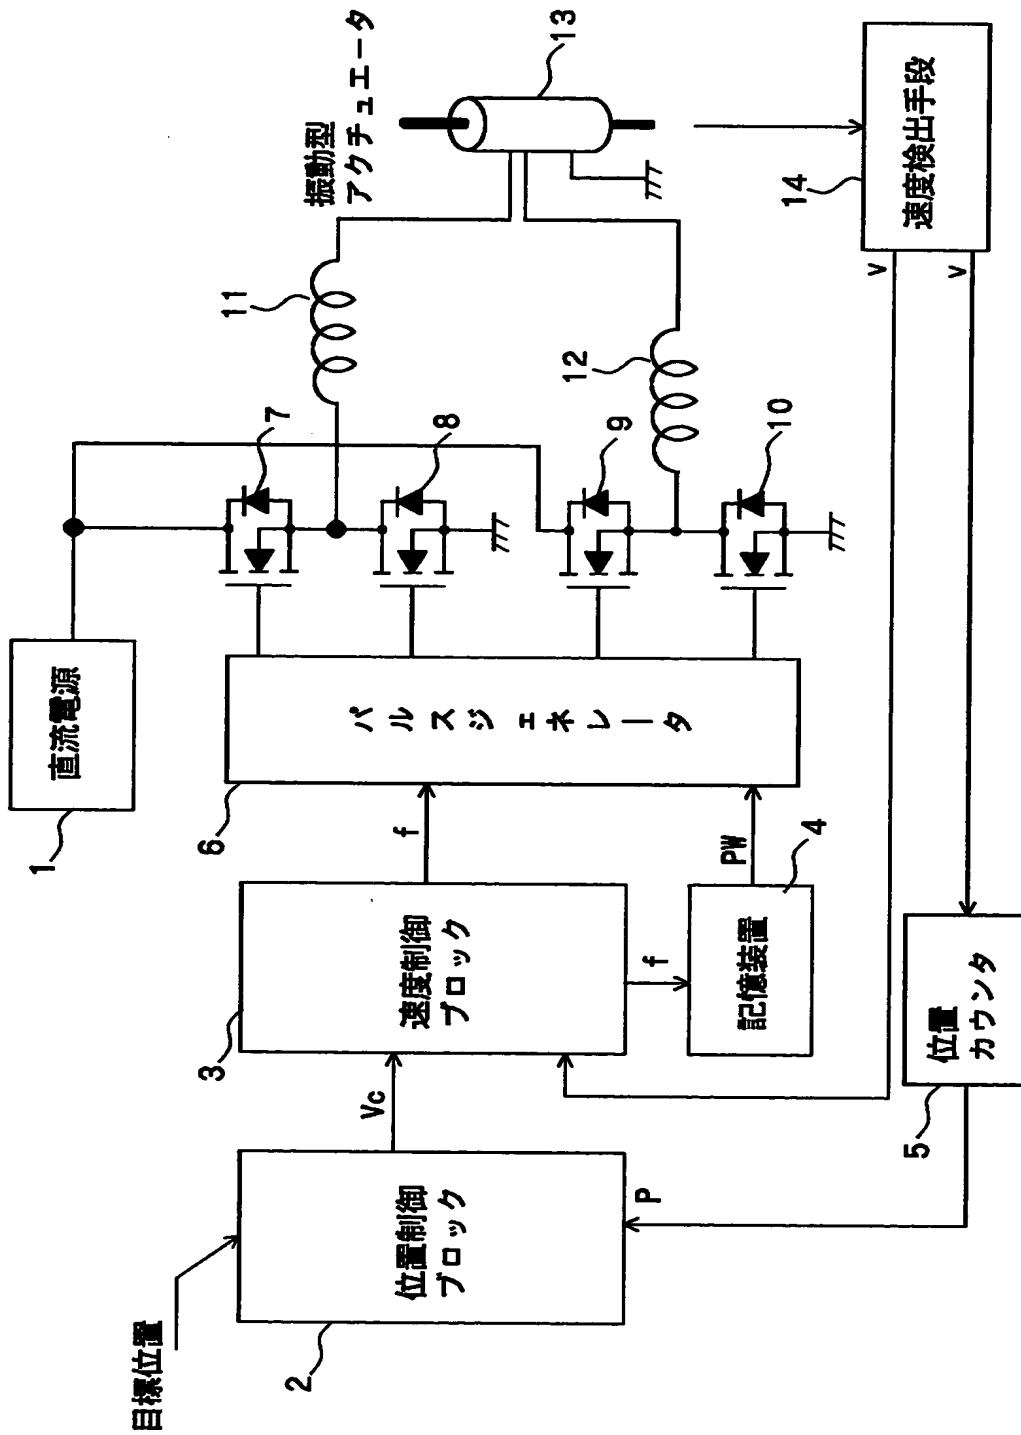 目標位置
2
位置制御
ブロック
Vc
P
3
速度制御
ブロック
f
f
4
記憶装置
PW
5
位置
カウンタ
1
直流電源
6
パルスジェネレータ
7
8
9
10
11
12
振動型
アクチュエータ
13
14
速度検出手段
v
v